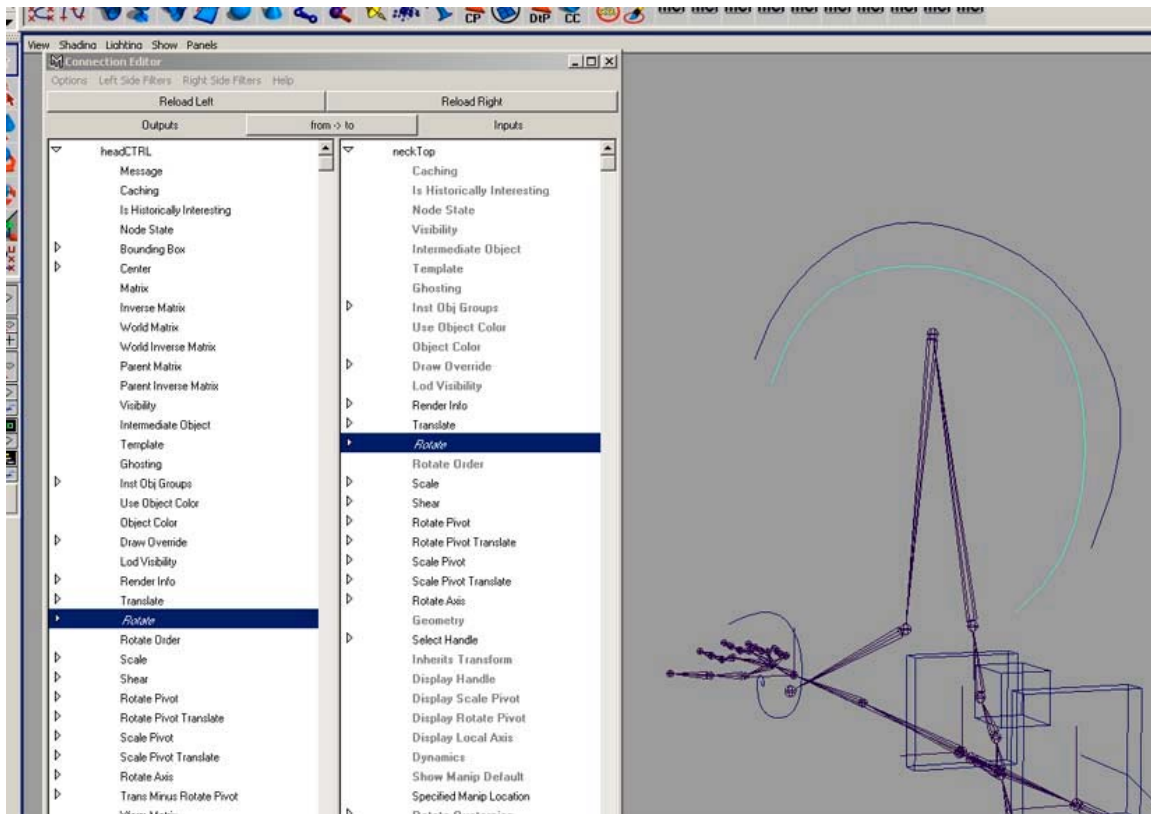 CP
DtP
CC
View Shading Lighting Show Panels
Connection Editor
Options Left Side Filters Right Side Filters Help
Reload Left
Reload Right
Outputs
from -> to
Inputs
headCTRL
Message
Caching
Is Historically Interesting
Node State
Bounding Box
Center
Matrix
Inverse Matrix
World Matrix
World Inverse Matrix
Parent Matrix
Parent Inverse Matrix
Visibility
Intermediate Object
Template
Ghosting
Inst Obj Groups
Use Object Color
Object Color
Draw Override
Lod Visibility
Render Info
Translate
Rotate
Rotate Order
Scale
Shear
Rotate Pivot
Rotate Pivot Translate
Scale Pivot
Scale Pivot Translate
Rotate Axis
Trans Minus Rotate Pivot
Xform Matrix
neckTop
Caching
Is Historically Interesting
Node State
Visibility
Intermediate Object
Template
Ghosting
Inst Obj Groups
Use Object Color
Object Color
Draw Override
Lod Visibility
Render Info
Translate
Rotate
Rotate Order
Scale
Shear
Rotate Pivot
Rotate Pivot Translate
Scale Pivot
Scale Pivot Translate
Rotate Axis
Geometry
Select Handle
Inherits Transform
Display Handle
Display Scale Pivot
Display Rotate Pivot
Display Local Axis
Dynamics
Show Manip Default
Specified Manip Location
Rotate Quaternion